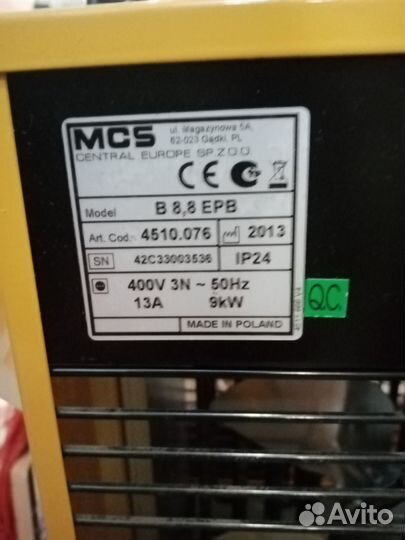 MCS
ul. Magazynowa 5A,
62-023 Gądki, PL
CENTRAL EUROPE SP.Z.O.O
CE
Model B 8,8 EPB
Art. Cod.: 4510.076 2013
SN 42C33003536 IP24
400V 3N ~ 50Hz
13A 9kW
MADE IN POLAND
Q.C.
Avito